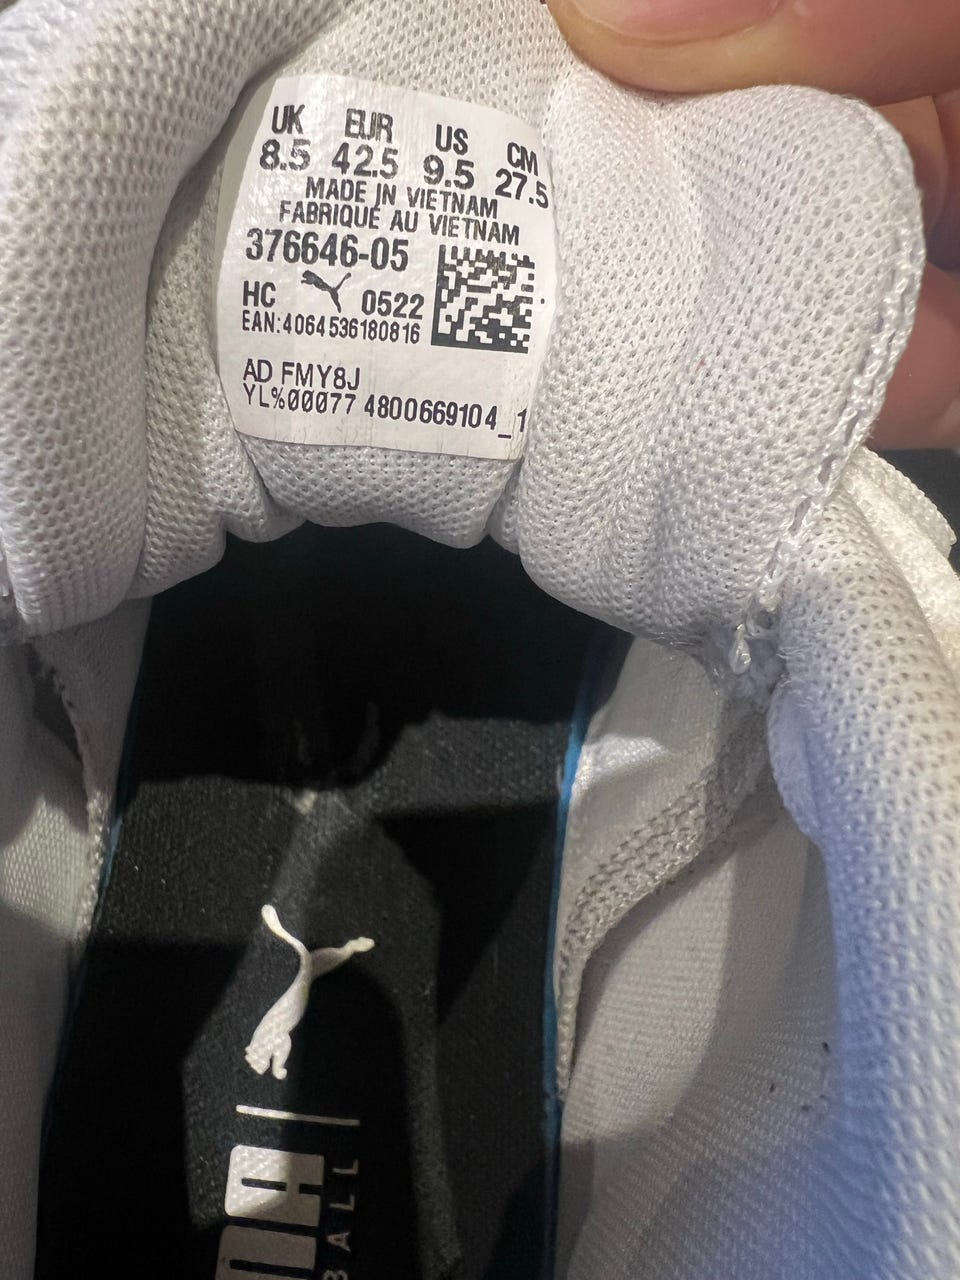 UK EUR US CM
8.5 42.5 9.5 27.5
MADE IN VIETNAM
FABRIQUÉ AU VIETNAM
376646-05
HC 0522
EAN:4064536180816
AD FMY8J
YL%00077 4800669104_1